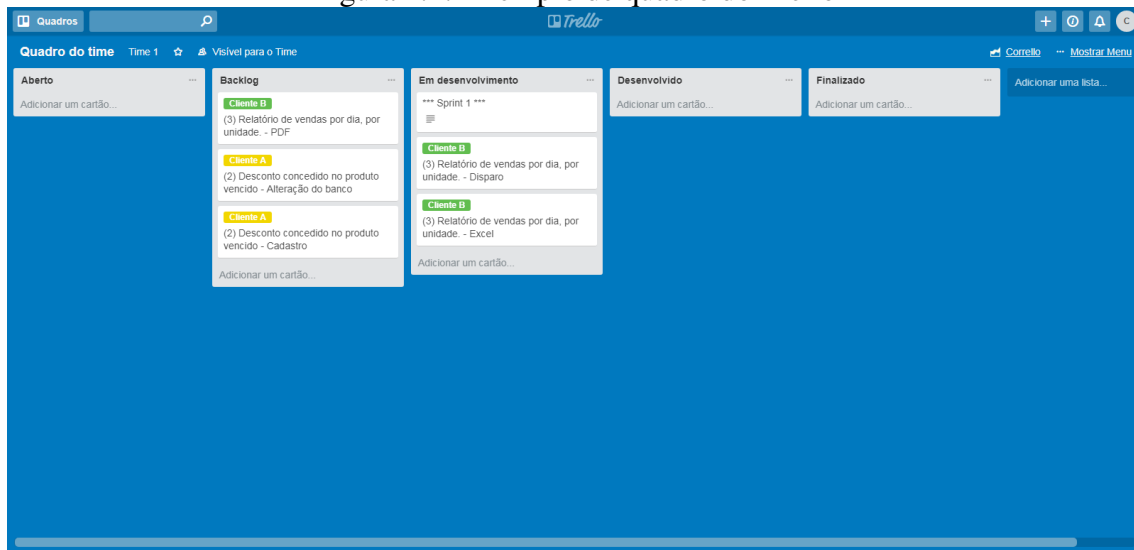 Quadros
Trello
C
Quadro do time Time 1 Visível para o Time
Corrello ··· Mostrar Menu
Aberto ···
Adicionar um cartão...
Backlog ···
Cliente B
(3) Relatório de vendas por dia, por
unidade. - PDF
Cliente A
(2) Desconto concedido no produto
vencido - Alteração do banco
Cliente A
(2) Desconto concedido no produto
vencido - Cadastro
Adicionar um cartão...
Em desenvolvimento ···
*** Sprint 1 ***
Cliente B
(3) Relatório de vendas por dia, por
unidade. - Disparo
Cliente B
(3) Relatório de vendas por dia, por
unidade. - Excel
Adicionar um cartão...
Desenvolvido ···
Adicionar um cartão...
Finalizado ···
Adicionar um cartão...
Adicionar uma lista...